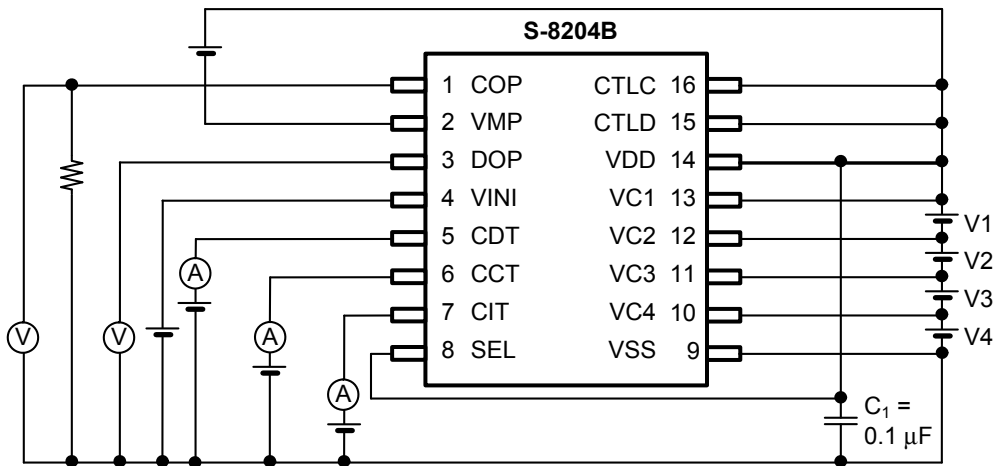 S-8204B
1 COP CTLC 16
2 VMP CTLD 15
3 DOP VDD 14
4 VINI VC1 13
5 CDT VC2 12
6 CCT VC3 11
7 CIT VC4 10
8 SEL VSS 9
V1
V2
V3
V4
A
V
V
A
A
C₁ =
0.1 μF